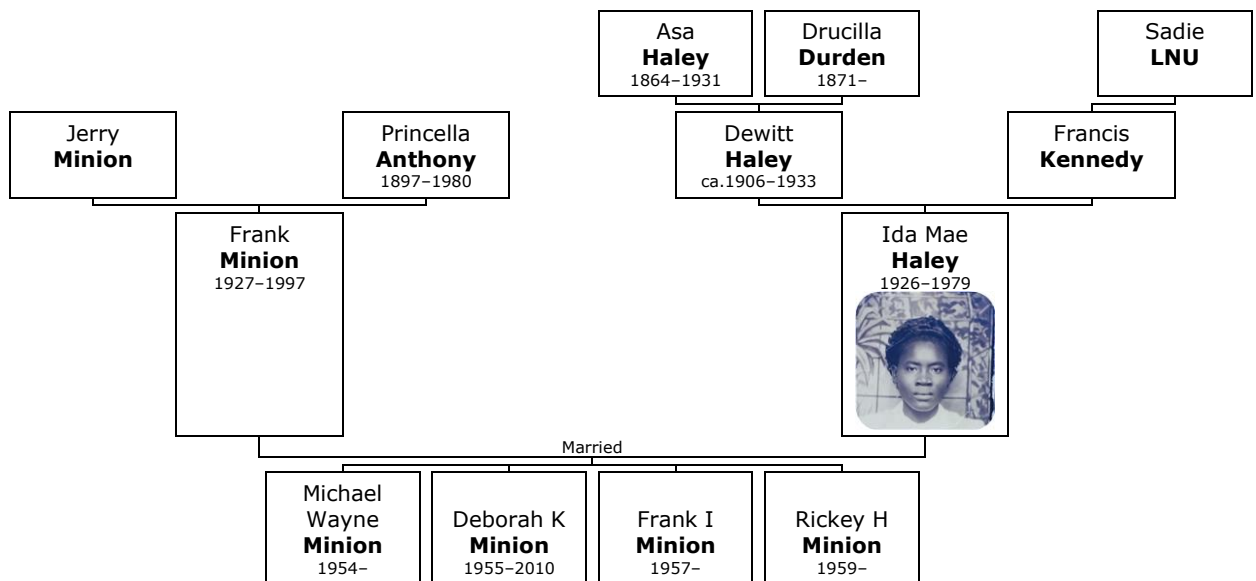 Asa
Haley
1864–1931
Drucilla
Durden
1871–
Sadie
LNU
Jerry
Minion
Princella
Anthony
1897–1980
Dewitt
Haley
ca.1906–1933
Francis
Kennedy
Frank
Minion
1927–1997
Ida Mae
Haley
1926–1979
Married
Michael
Wayne
Minion
1954–
Deborah K
Minion
1955–2010
Frank I
Minion
1957–
Rickey H
Minion
1959–